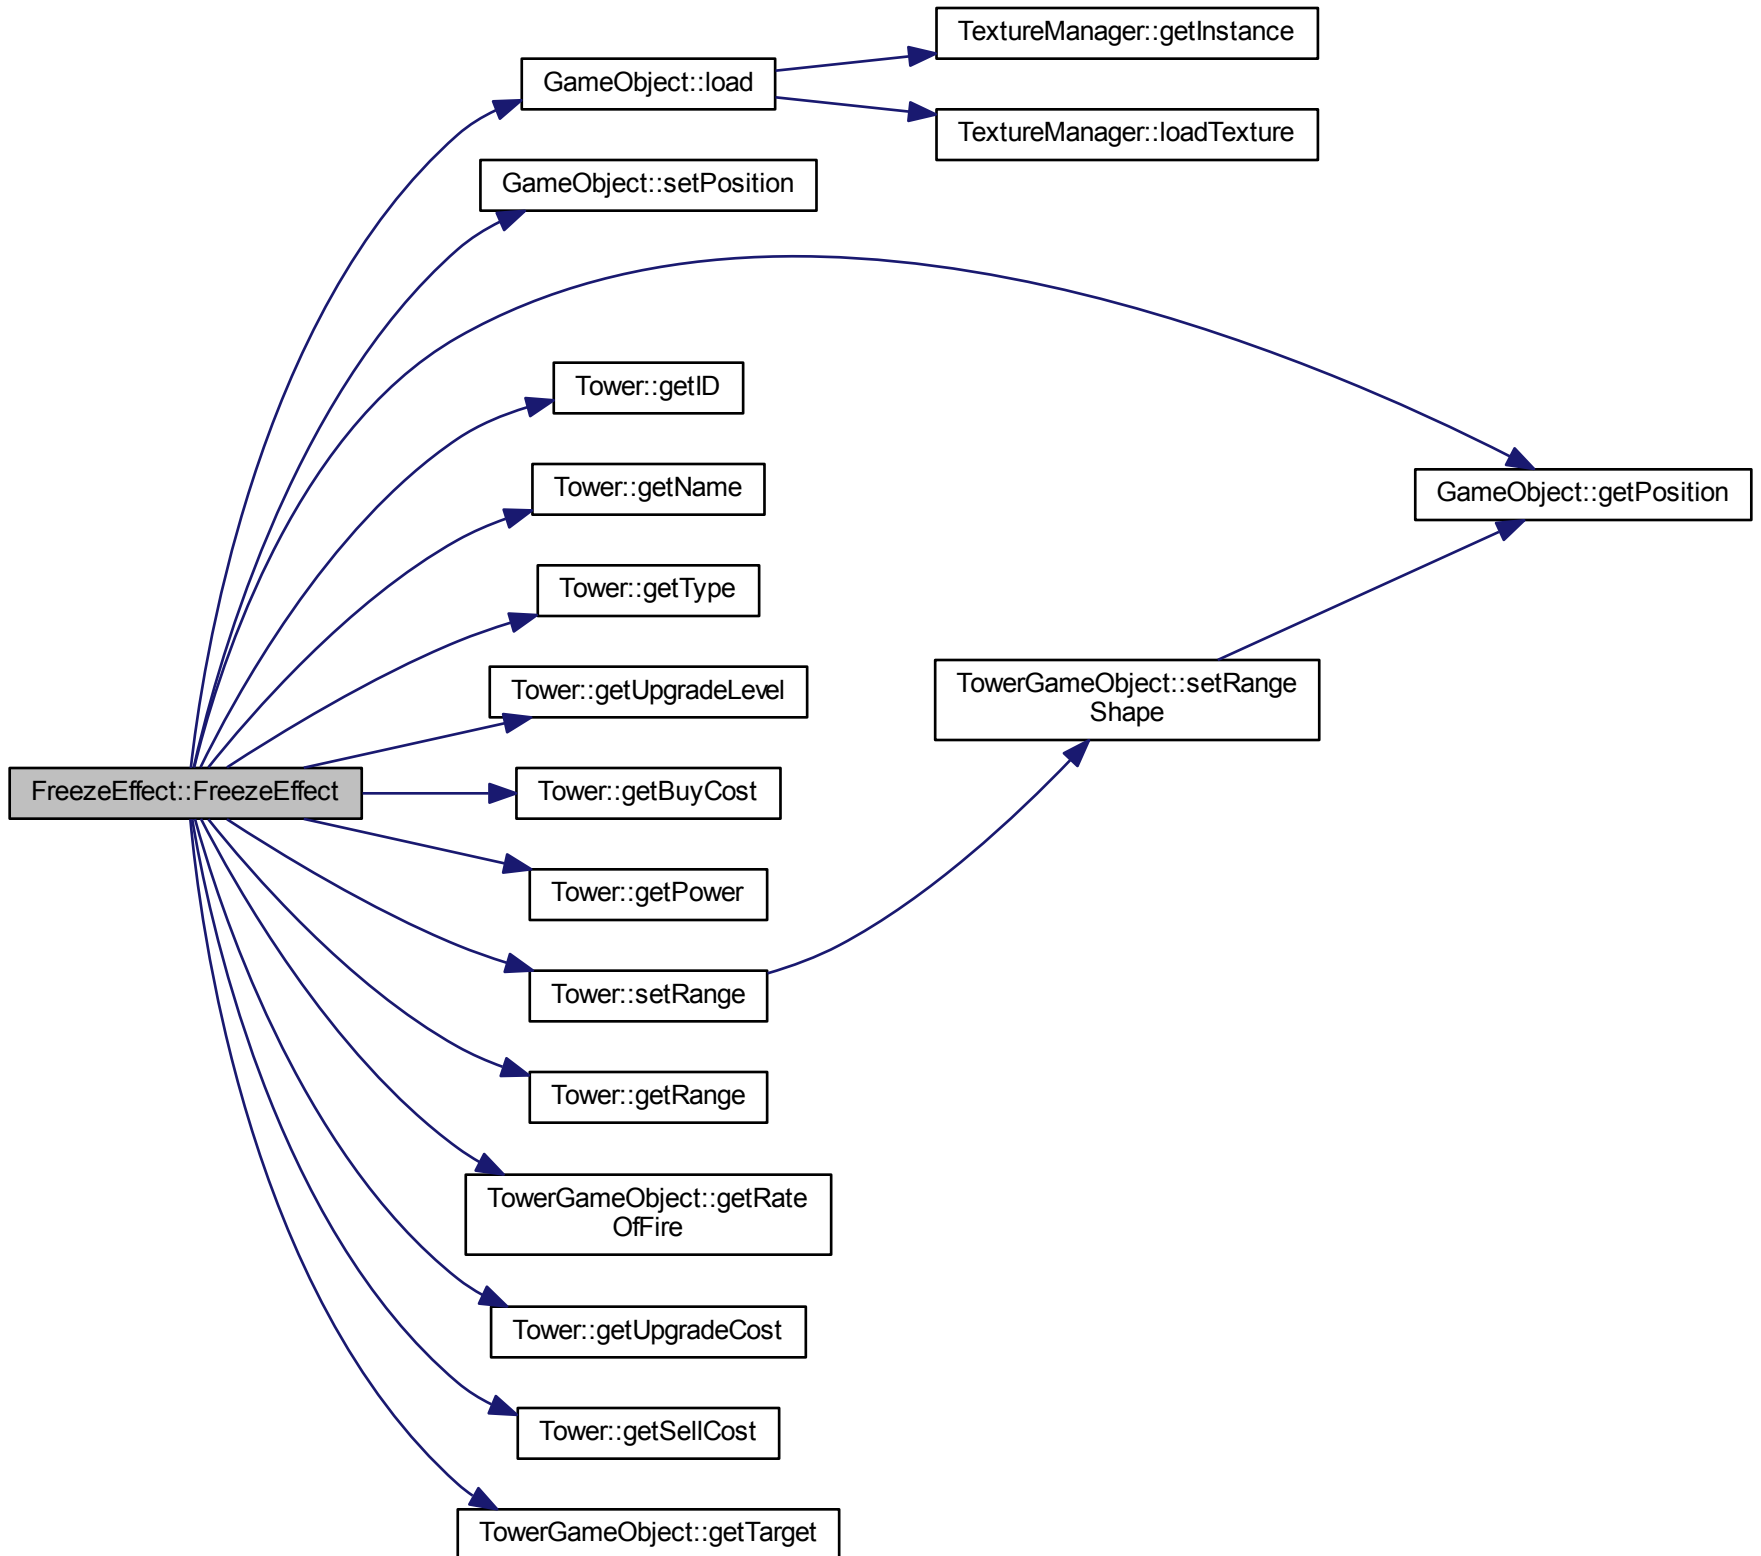 TextureManager::getInstance
GameObject::load
TextureManager::loadTexture
GameObject::setPosition
Tower::getID
Tower::getName
GameObject::getPosition
Tower::getType
Tower::getUpgradeLevel
TowerGameObject::setRange
Shape
FreezeEffect::FreezeEffect
Tower::getBuyCost
Tower::getPower
Tower::setRange
Tower::getRange
TowerGameObject::getRate
OfFire
Tower::getUpgradeCost
Tower::getSellCost
TowerGameObject::getTarget